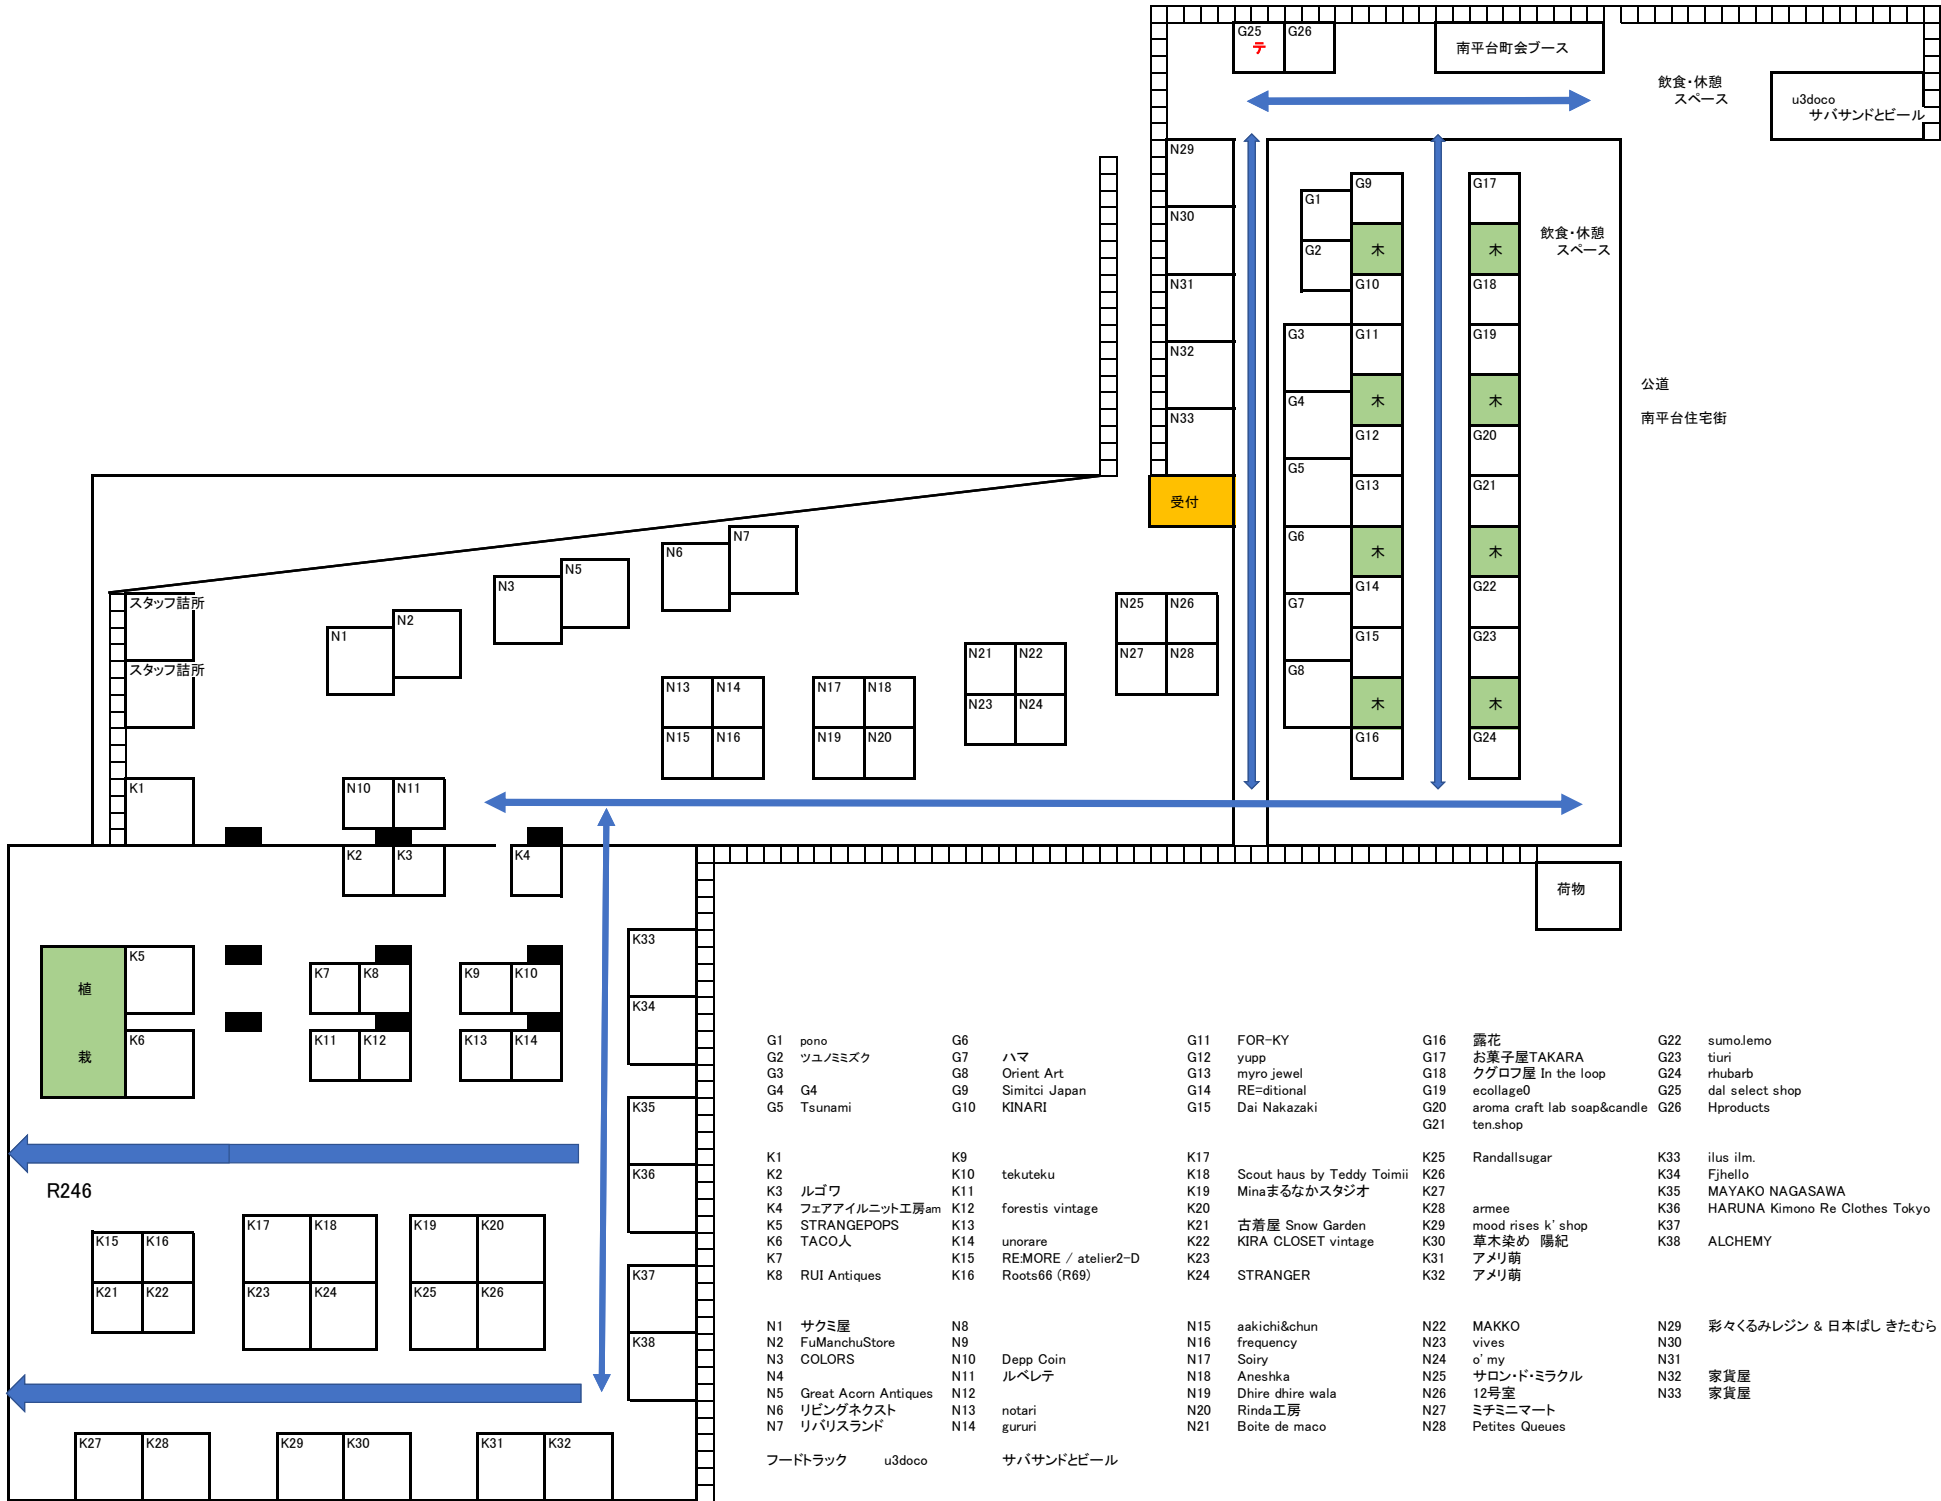 G25 G26
テ
南平台町会ブース
飲食・休憩
スペース
u3doco
サバサンドとビール
N29
N30
N31
N32
N33
受付
G1
G2
G3
G4
G5
G6
G7
G8
G9
木
G10
G11
木
G12
G13
木
G14
G15
木
G16
G17
木
G18
G19
木
G20
G21
木
G22
G23
木
G24
飲食・休憩
スペース
公道
南平台住宅街
スタッフ詰所
スタッフ詰所
N1
N2
N3
N5
N6
N7
N13 N14
N15 N16
N17 N18
N19 N20
N21 N22
N23 N24
N25 N26
N27 N28
K1
N10 N11
K2 K3
K4
荷物
植
栽
K5
K6
K7 K8
K9 K10
K11 K12
K13 K14
K33
K34
K35
K36
K37
K38
R246
K15 K16
K21 K22
K17 K18
K23 K24
K19 K20
K25 K26
K27 K28
K29 K30
K31 K32
G1 pono
G2 ツユノミミズク
G3
G4 G4
G5 Tsunami
G6
G7 ハマ
G8 Orient Art
G9 Simitci Japan
G10 KINARI
G11 FOR-KY
G12 yupp
G13 myro jewel
G14 RE=ditional
G15 Dai Nakazaki
G16 露花
G17 お菓子屋TAKARA
G18 クグロフ屋 In the loop
G19 ecollage0
G20 aroma craft lab soap&candle
G21 ten.shop
G22 sumo.lemo
G23 tiuri
G24 rhubarb
G25 dal select shop
G26 Hproducts
K1
K2
K3 ルゴワ
K4 フェアアイルニット工房am
K5 STRANGEPOPS
K6 TACO人
K7
K8 RUI Antiques
K9
K10 tekuteku
K11
K12 forestis vintage
K13
K14 unorare
K15 RE:MORE / atelier2-D
K16 Roots66 (R69)
K17
K18 Scout haus by Teddy Toimii
K19 Minaまるなかスタジオ
K20
K21 古着屋 Snow Garden
K22 KIRA CLOSET vintage
K23
K24 STRANGER
K25 Randallsugar
K26
K27
K28 armee
K29 mood rises k' shop
K30 草木染め 陽紀
K31 アメリ萌
K32 アメリ萌
K33 ilus ilm.
K34 Fjhello
K35 MAYAKO NAGASAWA
K36 HARUNA Kimono Re Clothes Tokyo
K37
K38 ALCHEMY
N1 サクミ屋
N2 FuManchuStore
N3 COLORS
N4
N5 Great Acorn Antiques
N6 リビングネクスト
N7 リバリスランド
N8
N9
N10 Depp Coin
N11 ルベレテ
N12
N13 notari
N14 gururi
N15 aakichi&chun
N16 frequency
N17 Soiry
N18 Aneshka
N19 Dhire dhire wala
N20 Rinda工房
N21 Boite de maco
N22 MAKKO
N23 vives
N24 o' my
N25 サロン・ド・ミラクル
N26 12号室
N27 ミチミニマート
N28 Petites Queues
N29 彩々くるみレジン & 日本ばし きたむら
N30
N31
N32 家貨屋
N33 家貨屋
フードトラック u3doco サバサンドとビール